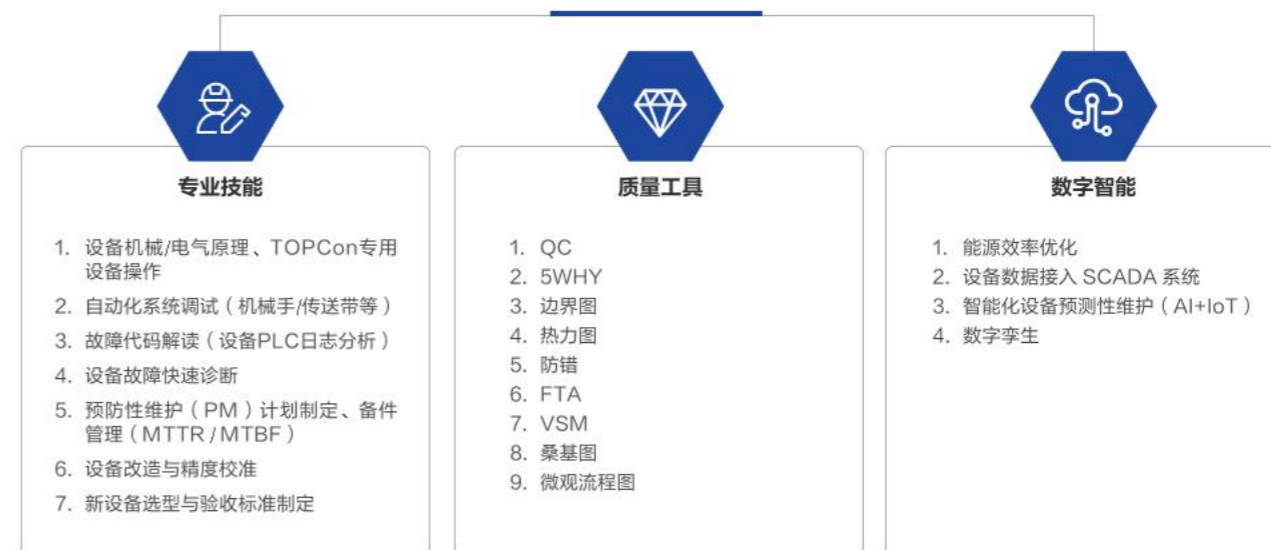 专业技能
1. 设备机械/电气原理、TOPCon专用
设备操作
2. 自动化系统调试（机械手/传送带等）
3. 故障代码解读（设备PLC日志分析）
4. 设备故障快速诊断
5. 预防性维护（PM）计划制定、备件
管理（MTTR/MTBF）
6. 设备改造与精度校准
7. 新设备选型与验收标准制定
质量工具
1. QC
2. 5WHY
3. 边界图
4. 热力图
5. 防错
6. FTA
7. VSM
8. 桑基图
9. 微观流程图
数字智能
1. 能源效率优化
2. 设备数据接入 SCADA 系统
3. 智能化设备预测性维护（AI+IoT）
4. 数字孪生